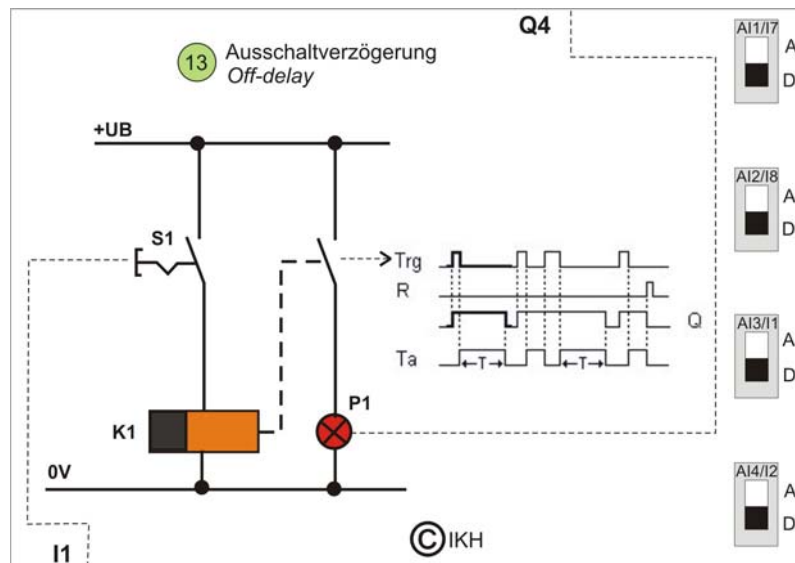 Q4
13 Ausschaltverzögerung
Off-delay
+UB
S1
Trg
R
Q
Ta
T
T
P1
K1
0V
I1
© IKH
AI1/I7
A
D
AI2/I8
A
D
AI3/I1
A
D
AI4/I2
A
D